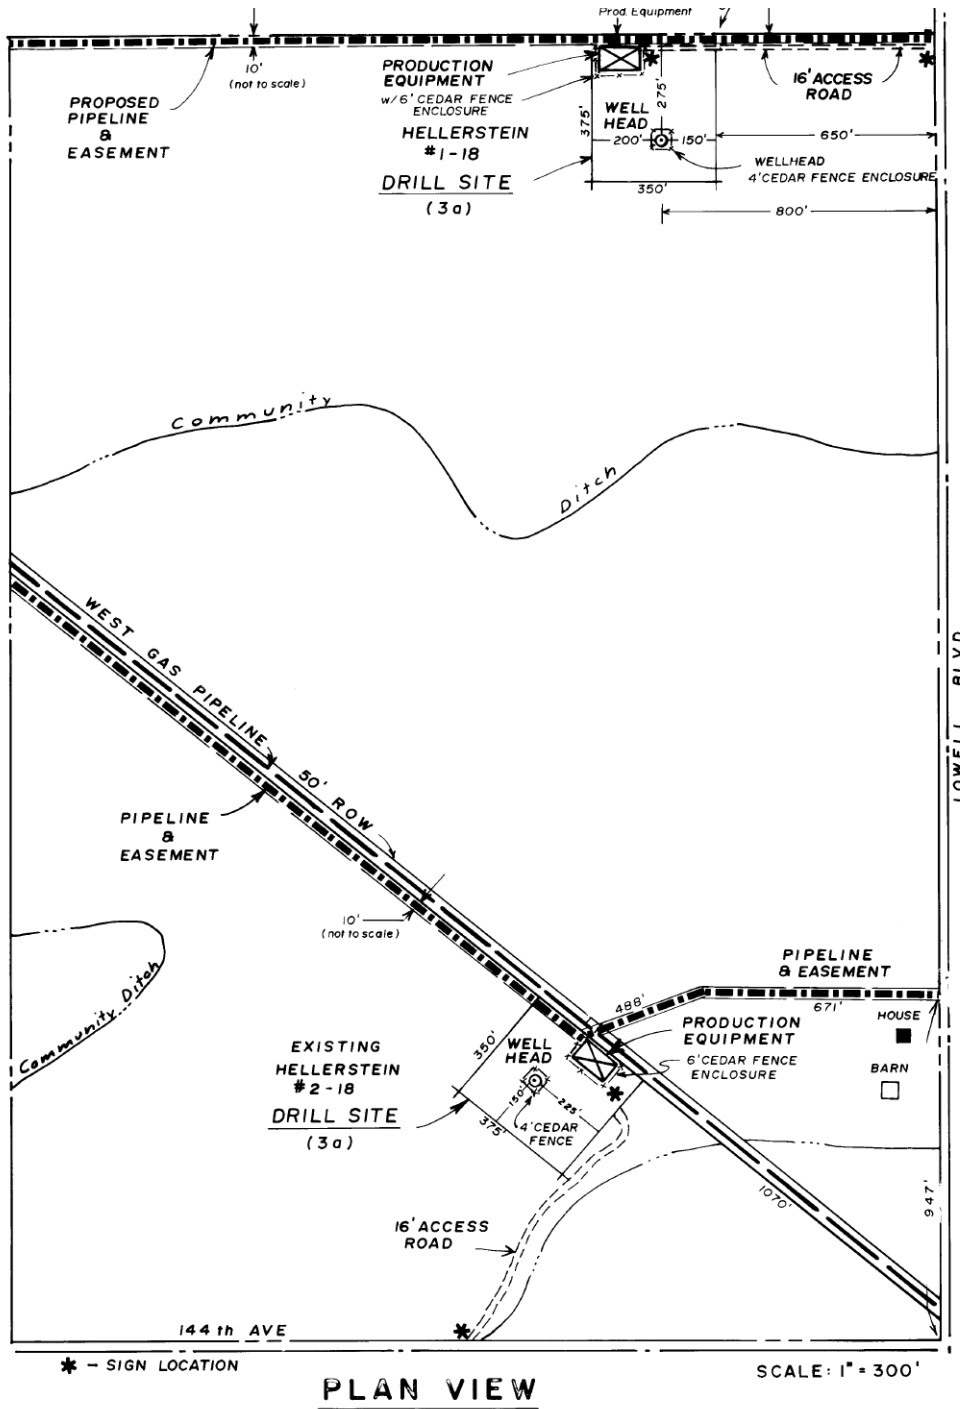 Prod. Equipment
10'
(not to scale)
PROPOSED
PIPELINE
&
EASEMENT
PRODUCTION
EQUIPMENT
w/6' CEDAR FENCE
ENCLOSURE
HELLERSTEIN
#1-18
DRILL SITE
(3a)
375'
275'
WELL
HEAD
200'
150'
350'
16' ACCESS
ROAD
650'
WELLHEAD
4' CEDAR FENCE ENCLOSURE
800'
Community
Ditch
WEST GAS PIPELINE
50' ROW
LOWELL BLVD
PIPELINE
&
EASEMENT
10'
(not to scale)
Community Ditch
PIPELINE
& EASEMENT
488'
671'
HOUSE
BARN
PRODUCTION
EQUIPMENT
6' CEDAR FENCE
ENCLOSURE
350'
WELL
HEAD
EXISTING
HELLERSTEIN
#2-18
DRILL SITE
(3a)
150'
225'
375'
4' CEDAR
FENCE
1070'
947'
16' ACCESS
ROAD
144th AVE
* - SIGN LOCATION
SCALE: 1" = 300'
PLAN VIEW